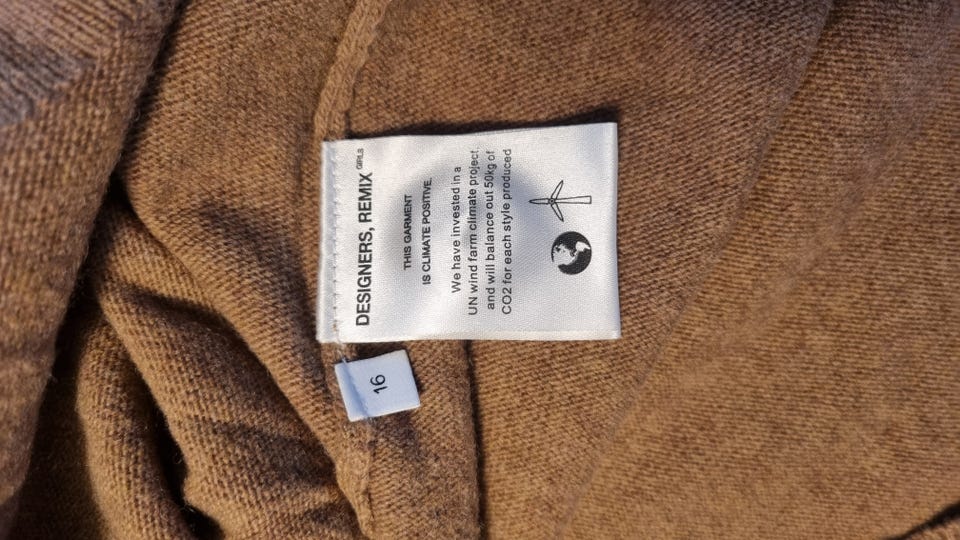 DESIGNERS, REMIX GIRLS
THIS GARMENT
IS CLIMATE POSITIVE.
We have invested in a
UN wind farm climate project,
and will balance out 50kg of
CO2 for each style produced
16